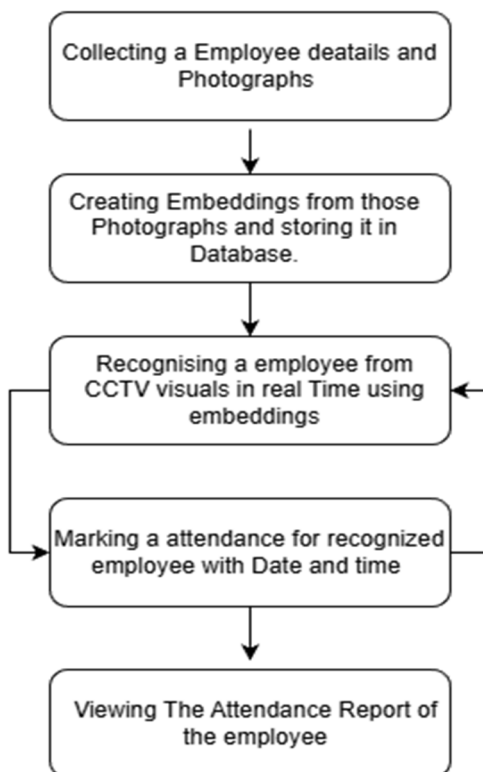 Collecting a Employee deatails and
Photographs
Creating Embeddings from those
Photographs and storing it in
Database.
Recognising a employee from
CCTV visuals in real Time using
embeddings
Marking a attendance for recognized
employee with Date and time
Viewing The Attendance Report of
the employee